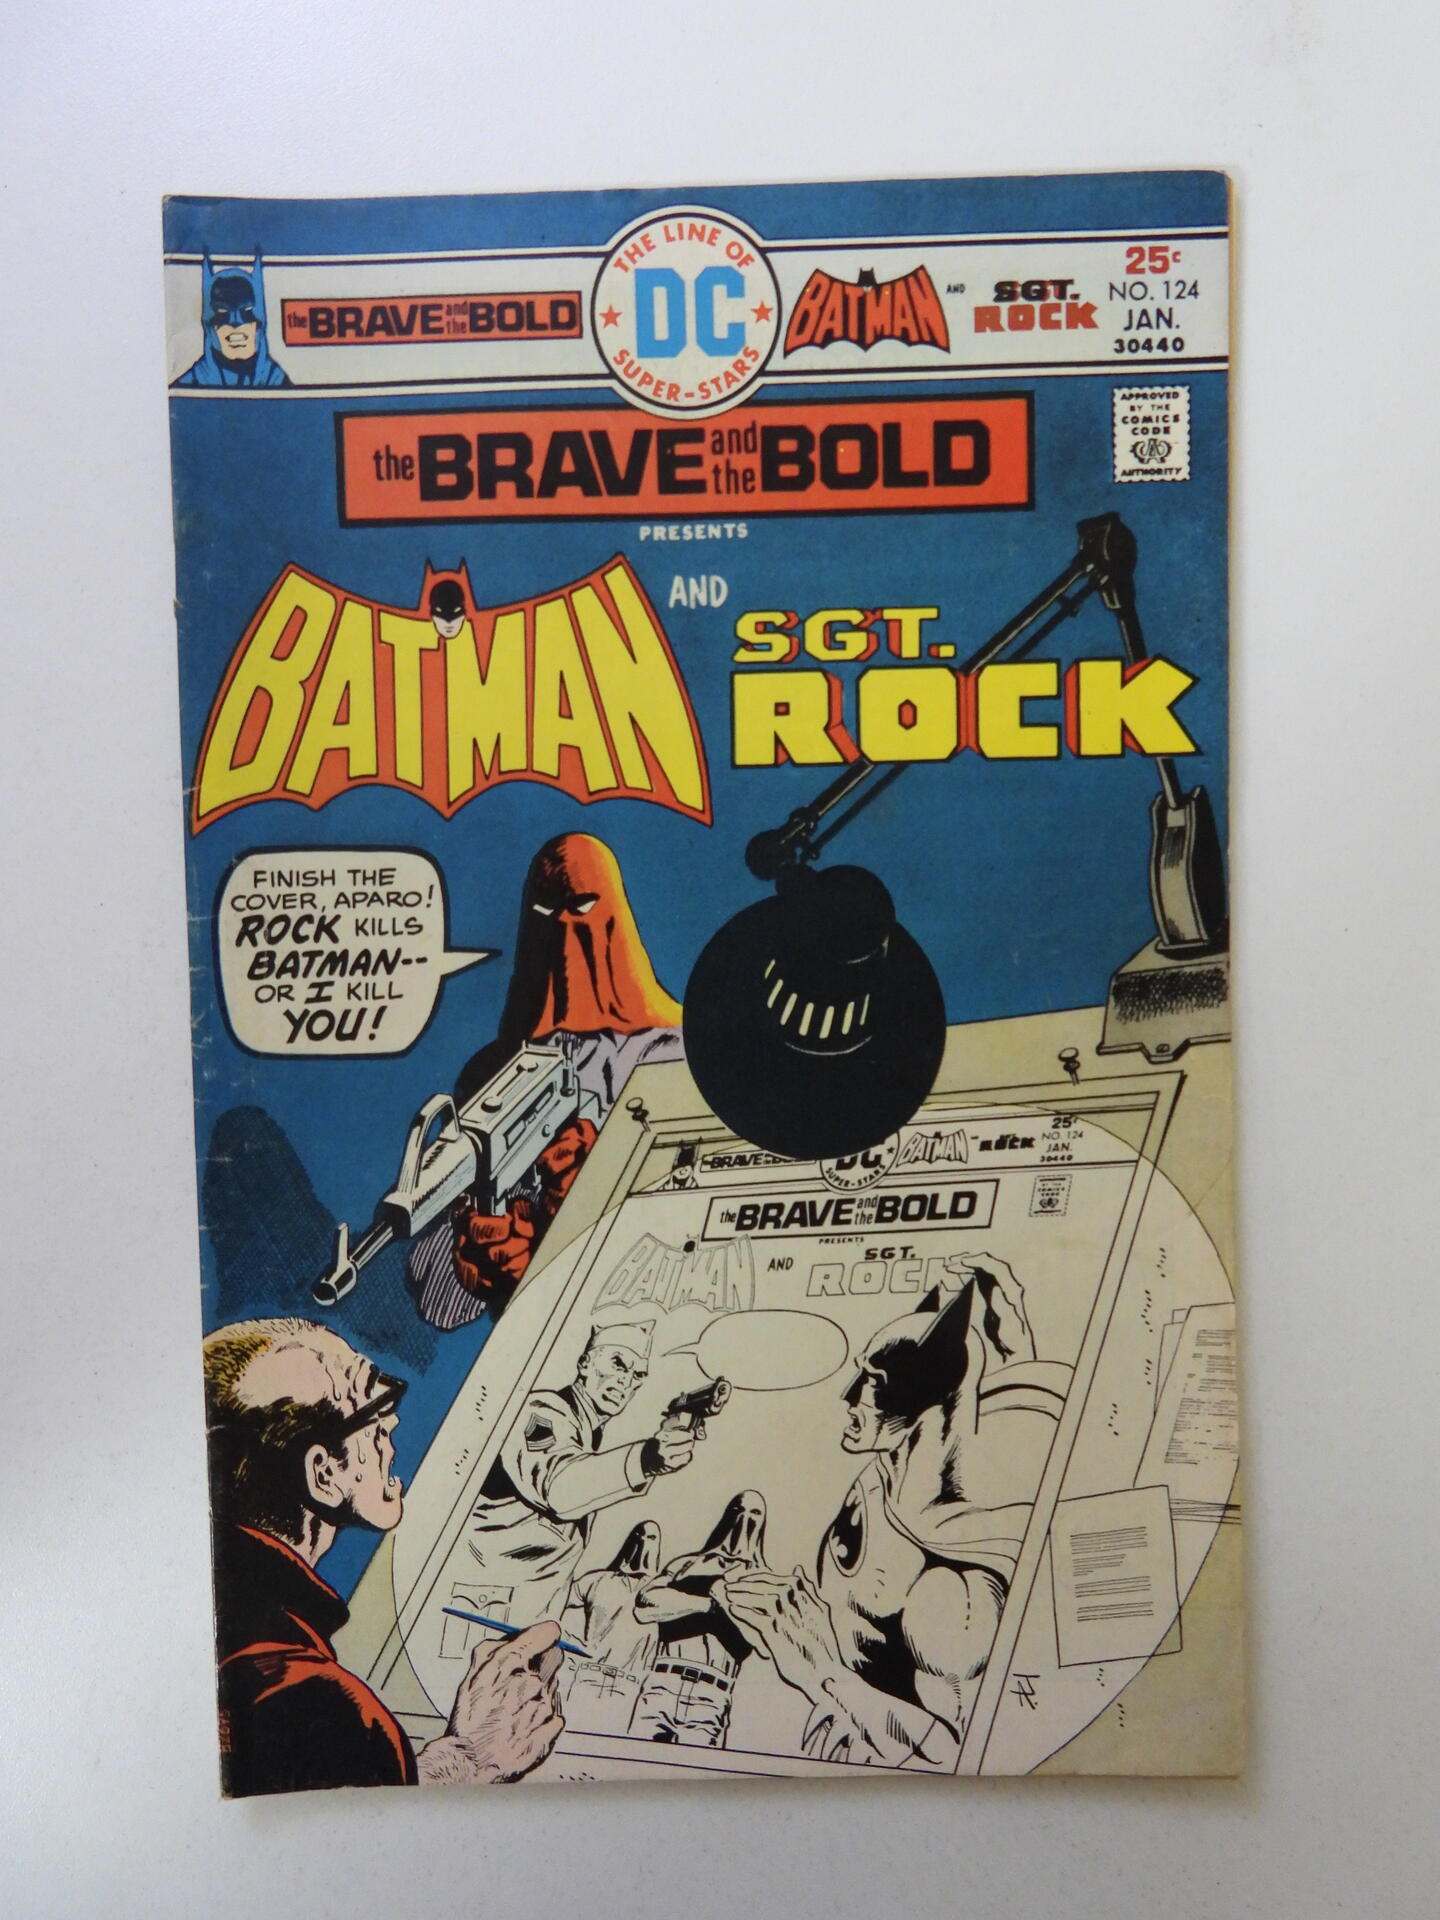 the BRAVE and the BOLD
THE LINE OF
DC
SUPER-STARS
BATMAN
AND
SGT.
ROCK
25c
NO. 124
JAN.
30440
APPROVED
BY THE
COMICS
CODE
AUTHORITY
the BRAVE and the BOLD
PRESENTS
BATMAN
AND
SGT.
ROCK
FINISH THE
COVER, APARO!
ROCK KILLS
BATMAN--
OR I KILL
YOU!
BRAVE
DC
SUPER-STARS
BATMAN
ROCK
25c
NO. 124
JAN.
30440
the BRAVE and the BOLD
PRESENTS
BATMAN
AND
SGT.
ROCK